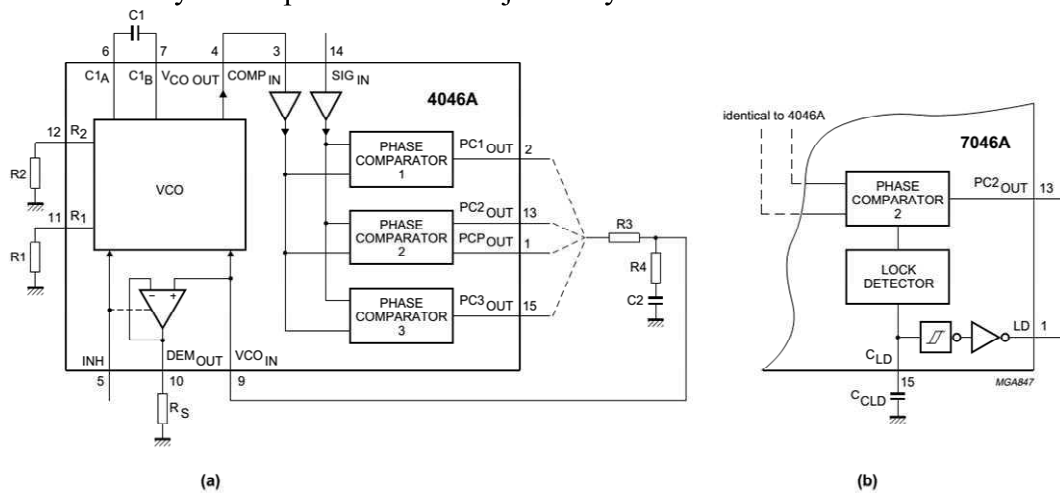 C1
6
7
4
3
14
C1A
C1B
VCO OUT
COMP IN
SIG IN
4046A
12
R2
R2
VCO
11
R1
R1
PHASE
COMPARATOR
1
PC1 OUT
2
PHASE
COMPARATOR
2
PC2 OUT
13
PCP OUT
1
PHASE
COMPARATOR
3
PC3 OUT
15
R3
R4
C2
−
+
INH
DEM OUT
VCO IN
5
10
9
RS
(a)
identical to 4046A
7046A
PHASE
COMPARATOR
2
PC2 OUT
13
LOCK
DETECTOR
LD
1
CLD
15
MGA847
CCLD
(b)